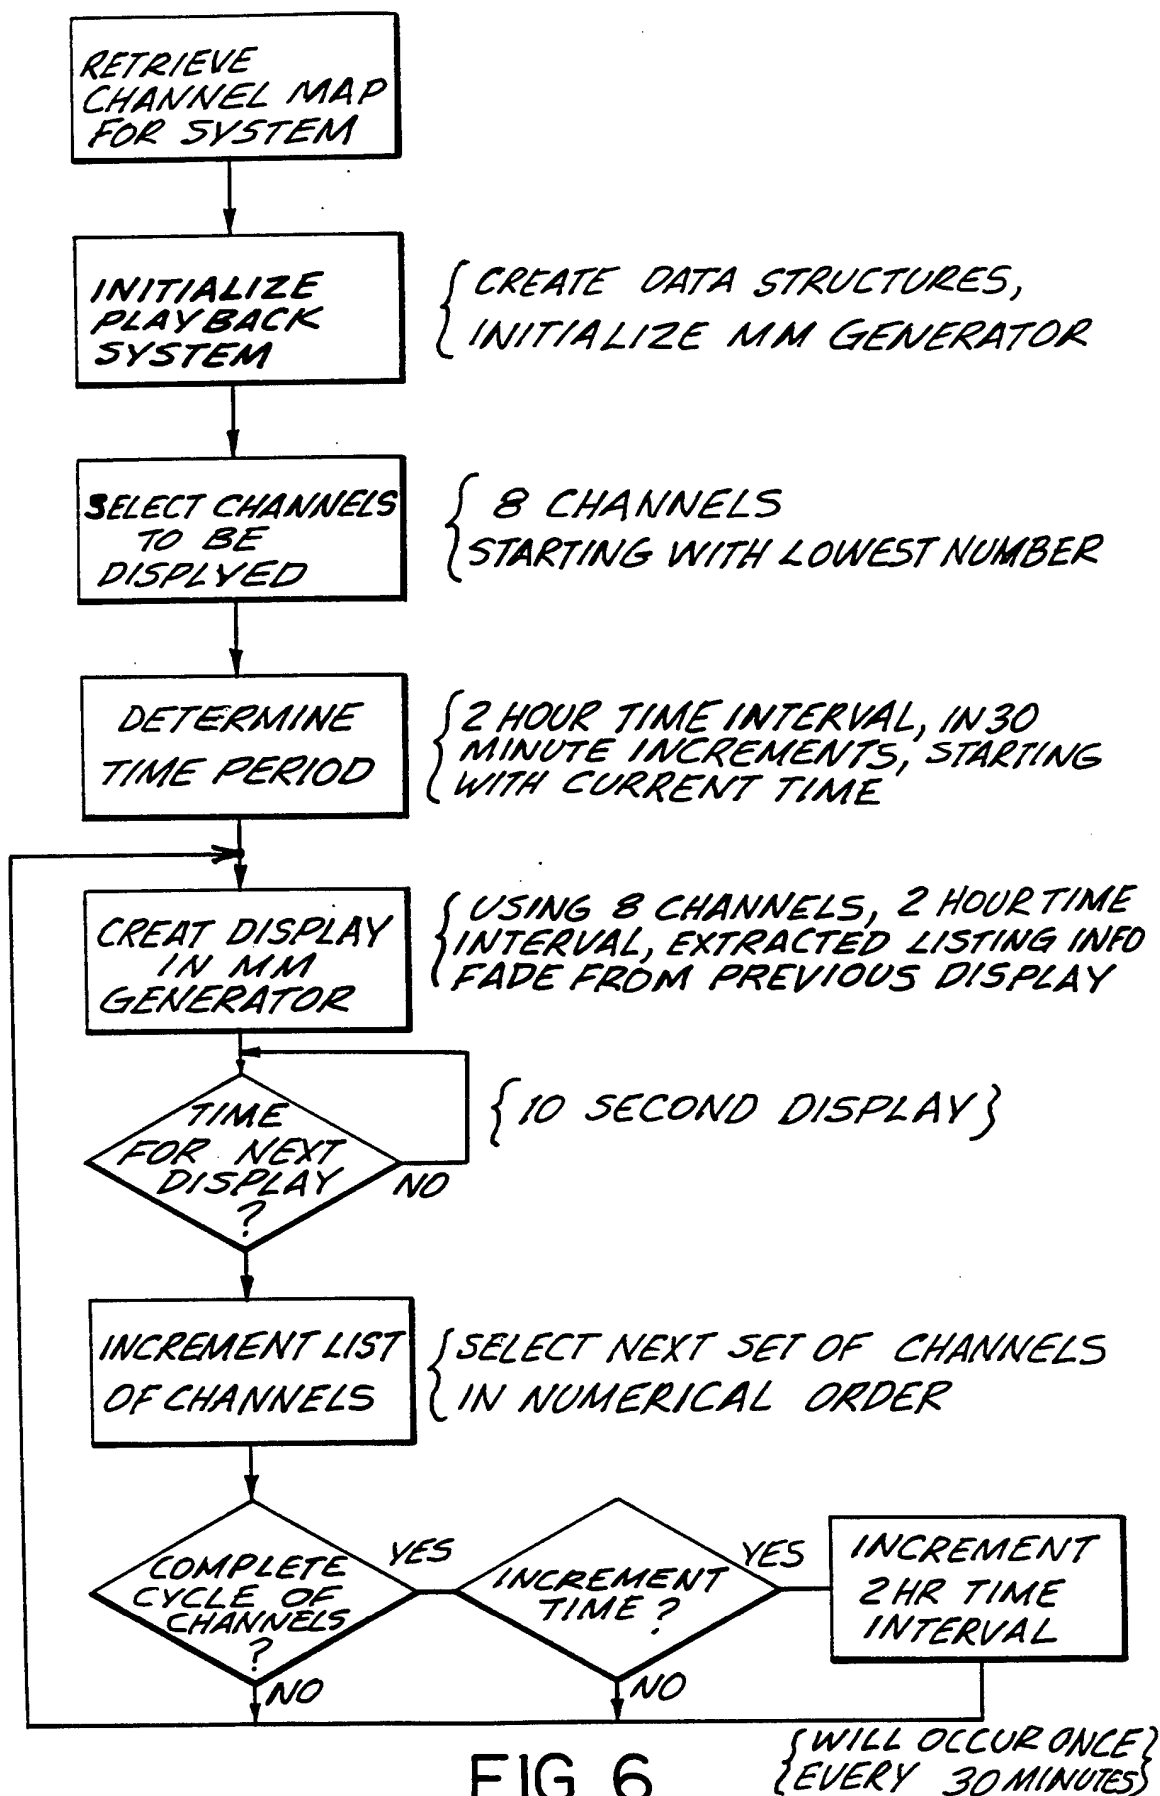 RETRIEVE
CHANNEL MAP
FOR SYSTEM
INITIALIZE
PLAYBACK
SYSTEM
{ CREATE DATA STRUCTURES,
INITIALIZE MM GENERATOR
SELECT CHANNELS
TO BE
DISPLYED
{ 8 CHANNELS
STARTING WITH LOWEST NUMBER
DETERMINE
TIME PERIOD
{ 2 HOUR TIME INTERVAL, IN 30
MINUTE INCREMENTS, STARTING
WITH CURRENT TIME
CREAT DISPLAY
IN MM
GENERATOR
{ USING 8 CHANNELS, 2 HOUR TIME
INTERVAL, EXTRACTED LISTING INFO
FADE FROM PREVIOUS DISPLAY
TIME
FOR NEXT
DISPLAY
?
NO
{ 10 SECOND DISPLAY }
INCREMENT LIST
OF CHANNELS
{ SELECT NEXT SET OF CHANNELS
IN NUMERICAL ORDER
COMPLETE
CYCLE OF
CHANNELS
?
YES
NO
INCREMENT
TIME ?
YES
NO
INCREMENT
2 HR TIME
INTERVAL
{ WILL OCCUR ONCE }
{ EVERY 30 MINUTES }
FIG. 6